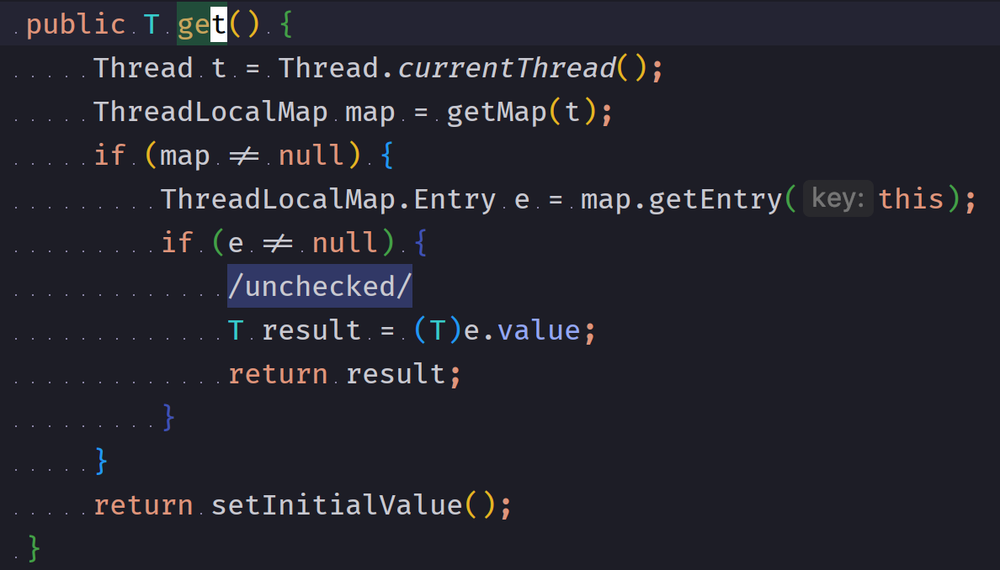 public T get() {
    Thread t = Thread.currentThread();
    ThreadLocalMap map = getMap(t);
    if (map ≠ null) {
        ThreadLocalMap.Entry e = map.getEntry( key: this);
        if (e ≠ null) {
            /unchecked/
            T result = (T)e.value;
            return result;
        }
    }
    return setInitialValue();
}